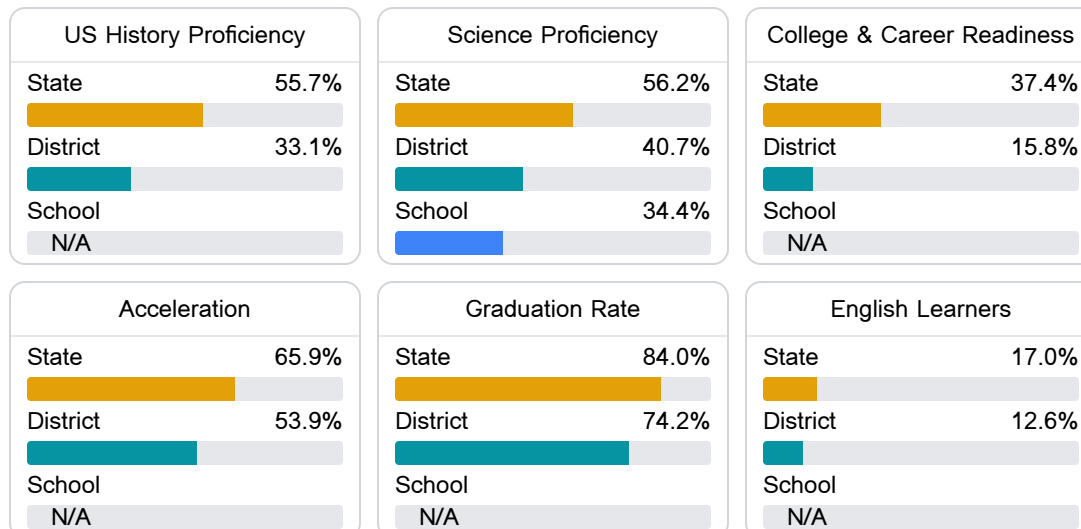 US History Proficiency
State 55.7%
District 33.1%
School
N/A
Science Proficiency
State 56.2%
District 40.7%
School 34.4%
College & Career Readiness
State 37.4%
District 15.8%
School
N/A
Acceleration
State 65.9%
District 53.9%
School
N/A
Graduation Rate
State 84.0%
District 74.2%
School
N/A
English Learners
State 17.0%
District 12.6%
School
N/A